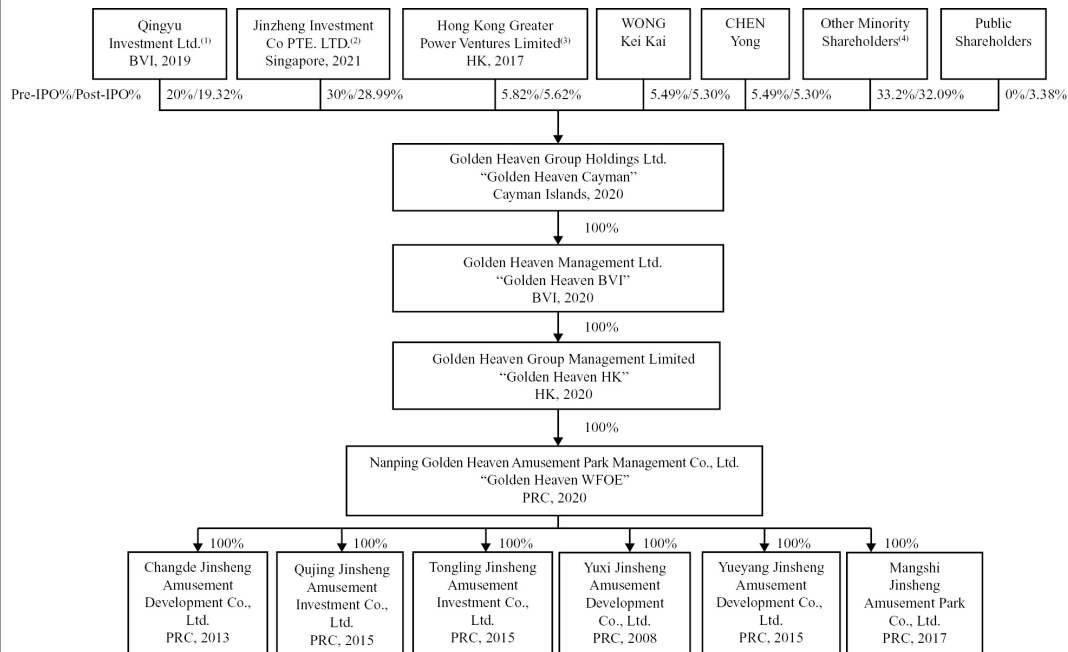 Qingyu
Investment Ltd.(1)
BVI, 2019
Jinzheng Investment
Co PTE. LTD.(2)
Singapore, 2021
Hong Kong Greater
Power Ventures Limited(3)
HK, 2017
WONG
Kei Kai
CHEN
Yong
Other Minority
Shareholders(4)
Public
Shareholders
Pre-IPO%/Post-IPO%
20%/19.32%
30%/28.99%
5.82%/5.62%
5.49%/5.30%
5.49%/5.30%
33.2%/32.09%
0%/3.38%
Golden Heaven Group Holdings Ltd.
“Golden Heaven Cayman”
Cayman Islands, 2020
100%
Golden Heaven Management Ltd.
“Golden Heaven BVI”
BVI, 2020
100%
Golden Heaven Group Management Limited
“Golden Heaven HK”
HK, 2020
100%
Nanping Golden Heaven Amusement Park Management Co., Ltd.
“Golden Heaven WFOE”
PRC, 2020
100%
100%
100%
100%
100%
100%
Changde Jinsheng
Amusement
Development Co.,
Ltd.
PRC, 2013
Qujing Jinsheng
Amusement
Investment Co.,
Ltd.
PRC, 2015
Tongling Jinsheng
Amusement
Investment Co.,
Ltd.
PRC, 2015
Yuxi Jinsheng
Amusement
Development
Co., Ltd.
PRC, 2008
Yueyang Jinsheng
Amusement
Development Co.,
Ltd.
PRC, 2015
Mangshi
Jinsheng
Amusement Park
Co., Ltd.
PRC, 2017